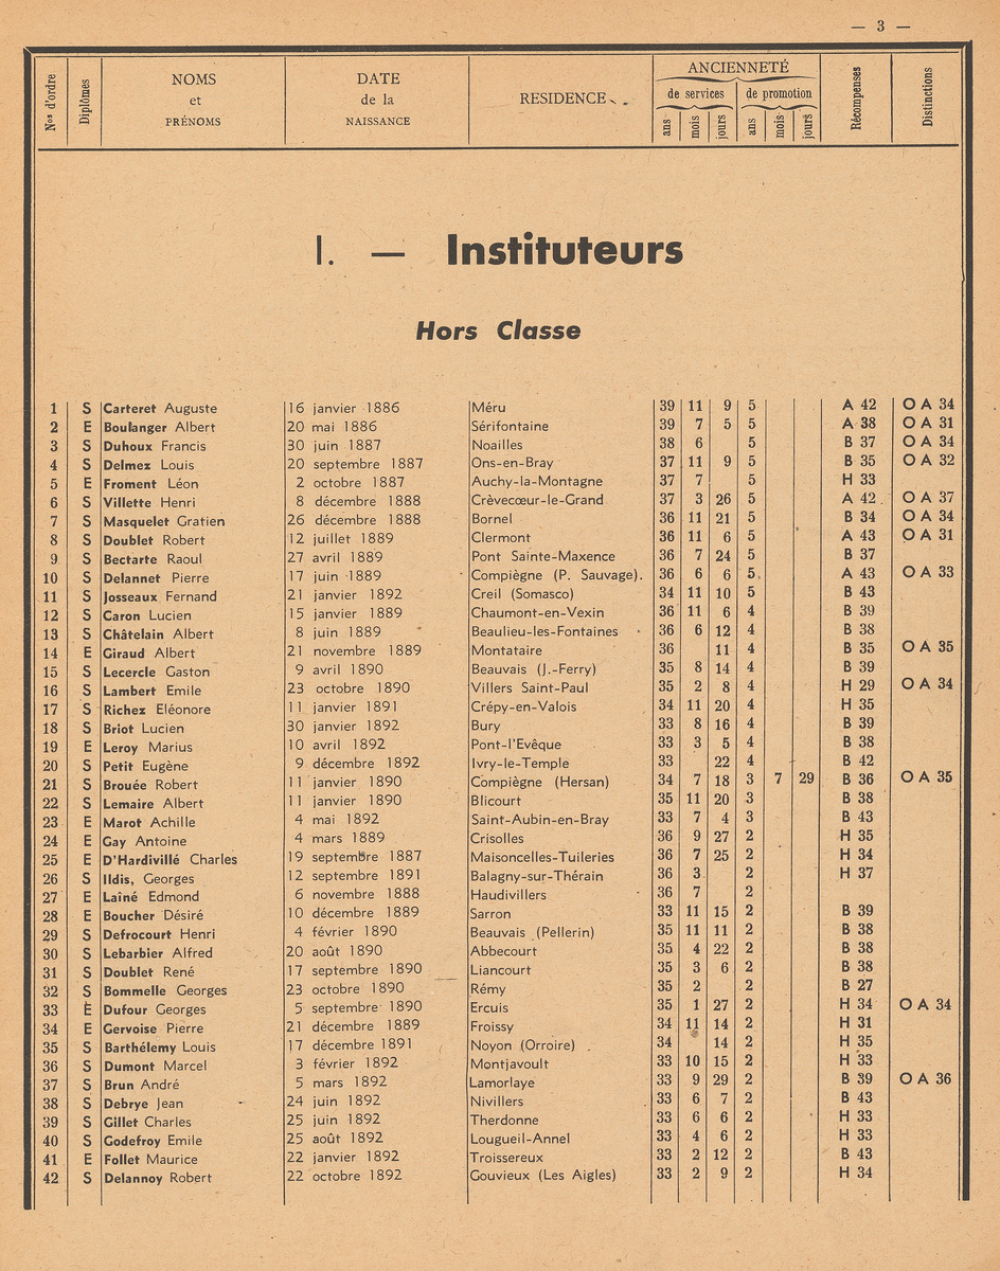 — 3 —
Nos d'ordre Diplômes NOMS et PRÉNOMS DATE de la NAISSANCE RESIDENCE ANCIENNETÉ de services de promotion ans mois jours ans mois jours Récompenses Distinctions
I. — Instituteurs
Hors Classe
1 S Carteret Auguste 16 janvier 1886 Méru 39 11 9 5 A 42 O A 34
2 E Boulanger Albert 20 mai 1886 Sérifontaine 39 7 5 5 A 38 O A 31
3 S Duhoux Francis 30 juin 1887 Noailles 38 6 5 B 37 O A 34
4 S Delmez Louis 20 septembre 1887 Ons-en-Bray 37 11 9 5 B 35 O A 32
5 E Froment Léon 2 octobre 1887 Auchy-la-Montagne 37 7 5 H 33
6 S Villette Henri 8 décembre 1888 Crèvecœur-le-Grand 37 3 26 5 A 42 O A 37
7 S Masquelet Gratien 26 décembre 1888 Bornel 36 11 21 5 B 34 O A 34
8 S Doublet Robert 12 juillet 1889 Clermont 36 11 6 5 A 43 O A 31
9 S Bectarte Raoul 27 avril 1889 Pont Sainte-Maxence 36 7 24 5 B 37
10 S Delannet Pierre 17 juin 1889 Compiègne (P. Sauvage). 36 6 6 5 A 43 O A 33
11 S Josseaux Fernand 21 janvier 1892 Creil (Somasco) 34 11 10 5 B 43
12 S Caron Lucien 15 janvier 1889 Chaumont-en-Vexin 36 11 6 4 B 39
13 S Châtelain Albert 8 juin 1889 Beaulieu-les-Fontaines 36 6 12 4 B 38
14 E Giraud Albert 21 novembre 1889 Montataire 36 11 4 B 35 O A 35
15 S Lecercle Gaston 9 avril 1890 Beauvais (J.-Ferry) 35 8 14 4 B 39
16 S Lambert Emile 23 octobre 1890 Villers Saint-Paul 35 2 8 4 H 29 O A 34
17 S Richez Eléonore 11 janvier 1891 Crépy-en-Valois 34 11 20 4 H 35
18 S Briot Lucien 30 janvier 1892 Bury 33 8 16 4 B 39
19 E Leroy Marius 10 avril 1892 Pont-l'Evêque 33 3 5 4 B 38
20 S Petit Eugène 9 décembre 1892 Ivry-le-Temple 33 22 4 B 42
21 S Brouée Robert 11 janvier 1890 Compiègne (Hersan) 34 7 18 3 7 29 B 36 O A 35
22 S Lemaire Albert 11 janvier 1890 Blicourt 35 11 20 3 B 38
23 E Marot Achille 4 mai 1892 Saint-Aubin-en-Bray 33 7 4 3 B 43
24 E Gay Antoine 4 mars 1889 Crisolles 36 9 27 2 H 35
25 E D'Hardivillé Charles 19 septembre 1887 Maisoncelles-Tuileries 36 7 25 2 H 34
26 S Ildis, Georges 12 septembre 1891 Balagny-sur-Thérain 36 3 2 H 37
27 E Laîné Edmond 6 novembre 1888 Haudivillers 36 7 2
28 E Boucher Désiré 10 décembre 1889 Sarron 33 11 15 2 B 39
29 S Defrocourt Henri 4 février 1890 Beauvais (Pellerin) 35 11 11 2 B 38
30 S Lebarbier Alfred 20 août 1890 Abbecourt 35 4 22 2 B 38
31 S Doublet René 17 septembre 1890 Liancourt 35 3 6 2 B 38
32 S Bommelle Georges 23 octobre 1890 Rémy 35 2 2 B 27
33 E Dufour Georges 5 septembre 1890 Ercuis 35 1 27 2 H 34 O A 34
34 E Gervoise Pierre 21 décembre 1889 Froissy 34 11 14 2 H 31
35 S Barthélemy Louis 17 décembre 1891 Noyon (Orroire) 34 14 2 H 35
36 S Dumont Marcel 3 février 1892 Montjavoult 33 10 15 2 H 33
37 S Brun André 5 mars 1892 Lamorlaye 33 9 29 2 B 39 O A 36
38 S Debrye Jean 24 juin 1892 Nivillers 33 6 7 2 B 43
39 S Gillet Charles 25 juin 1892 Therdonne 33 6 6 2 H 33
40 S Godefroy Emile 25 août 1892 Lougueil-Annel 33 4 6 2 H 33
41 E Follet Maurice 22 janvier 1892 Troissereux 33 2 12 2 B 43
42 S Delannoy Robert 22 octobre 1892 Gouvieux (Les Aigles) 33 2 9 2 H 34